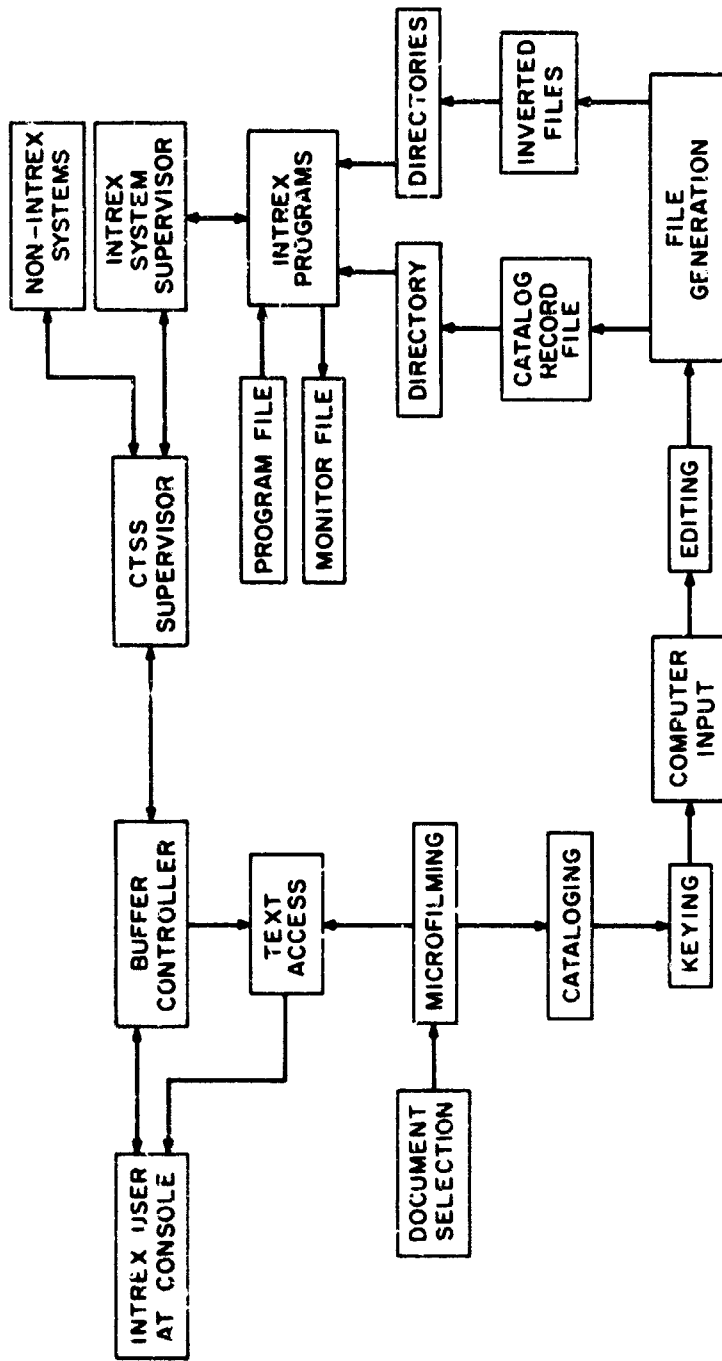 INTREX USER
AT CONSOLE
BUFFER
CONTROLLER
CTSS
SUPERVISOR
NON-INTREX
SYSTEMS
INTREX
SYSTEM
SUPERVISOR
TEXT
ACCESS
PROGRAM FILE
MONITOR FILE
INTREX
PROGRAMS
DOCUMENT
SELECTION
MICROFILMING
DIRECTORY
DIRECTORIES
CATALOGING
CATALOG
RECORD
FILE
INVERTED
FILES
KEYING
COMPUTER
INPUT
EDITING
FILE
GENERATION